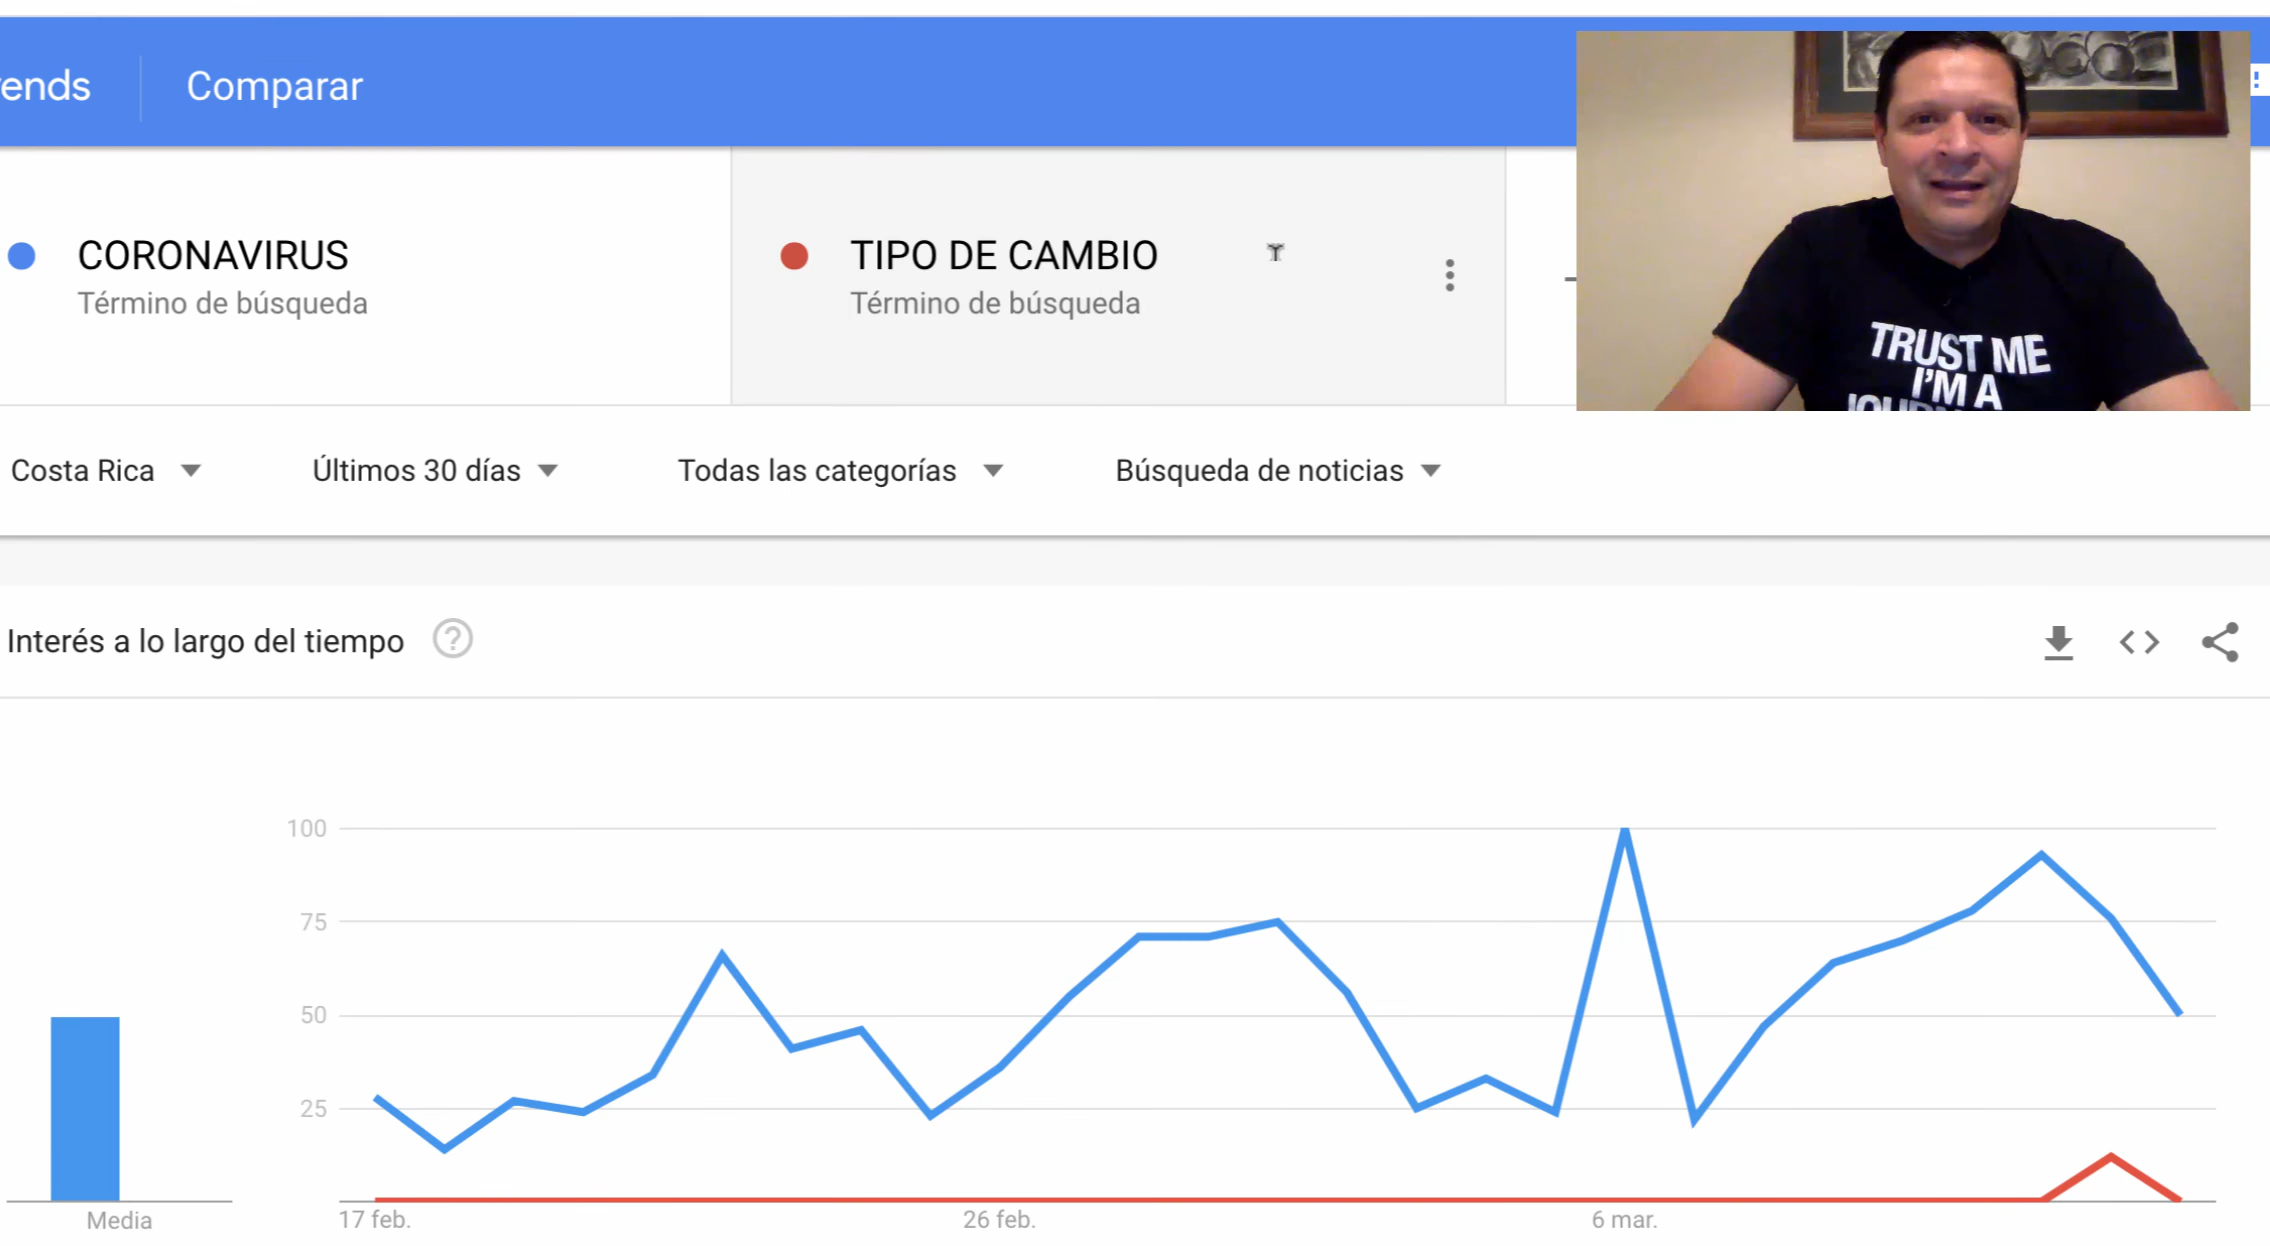 ends
Comparar
CORONAVIRUS
Término de búsqueda
TIPO DE CAMBIO
Término de búsqueda
TRUST ME
I'M A
Costa Rica
Últimos 30 días
Todas las categorías
Búsqueda de noticias
Interés a lo largo del tiempo
100
75
50
25
Media
17 feb.
26 feb.
6 mar.